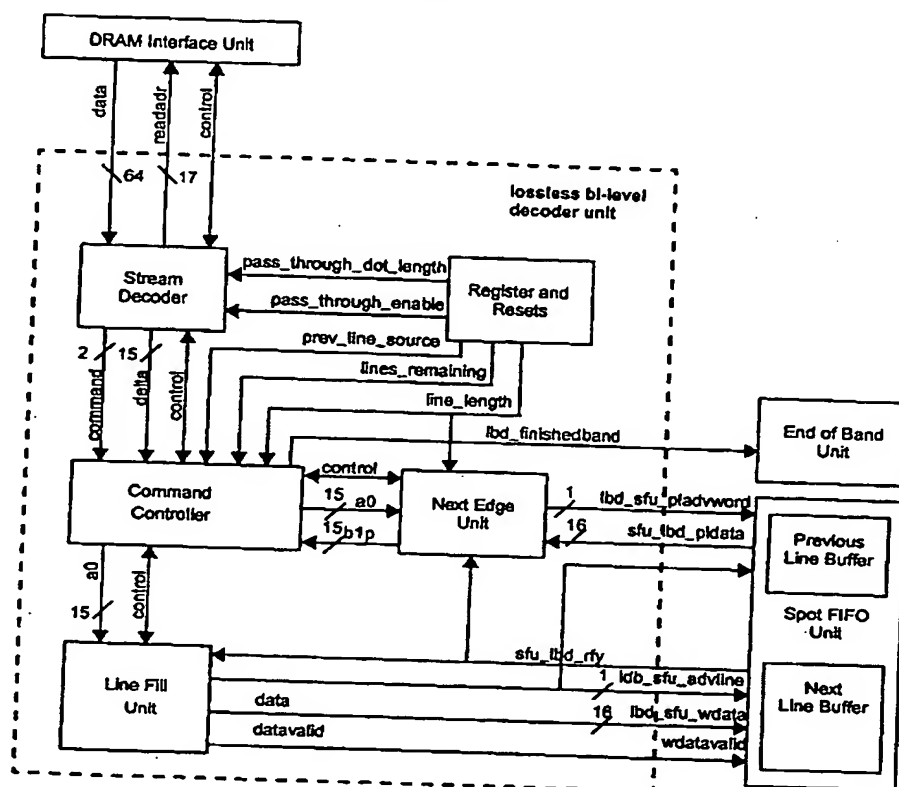 DRAM Interface Unit
data
readadr
control
64
17
lossless bi-level
decoder unit
Stream
Decoder
pass_through_dot_length
pass_through_enable
Register and
Resets
prev_line_source
lines_remaining
line_length
2
15
command
delta
control
lbd_finishedband
End of Band
Unit
Command
Controller
control
15
a0
15
b1p
Next Edge
Unit
1
lbd_sfu_pladvword
16
sfu_lbd_pldata
Previous
Line Buffer
Spot FIFO
Unit
a0
15
control
Line Fill
Unit
sfu_lbd_rfy
1
ldb_sfu_advline
data
16
lbd_sfu_wdata
datavalid
wdatavalid
Next
Line Buffer